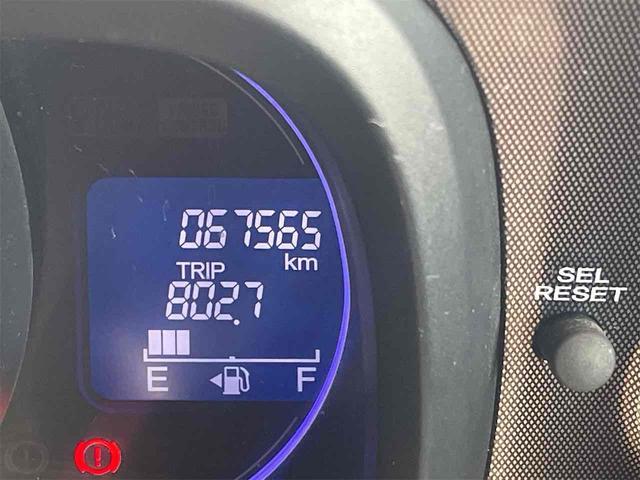 067565
km
TRIP
802.7
E F
SEL
RESET